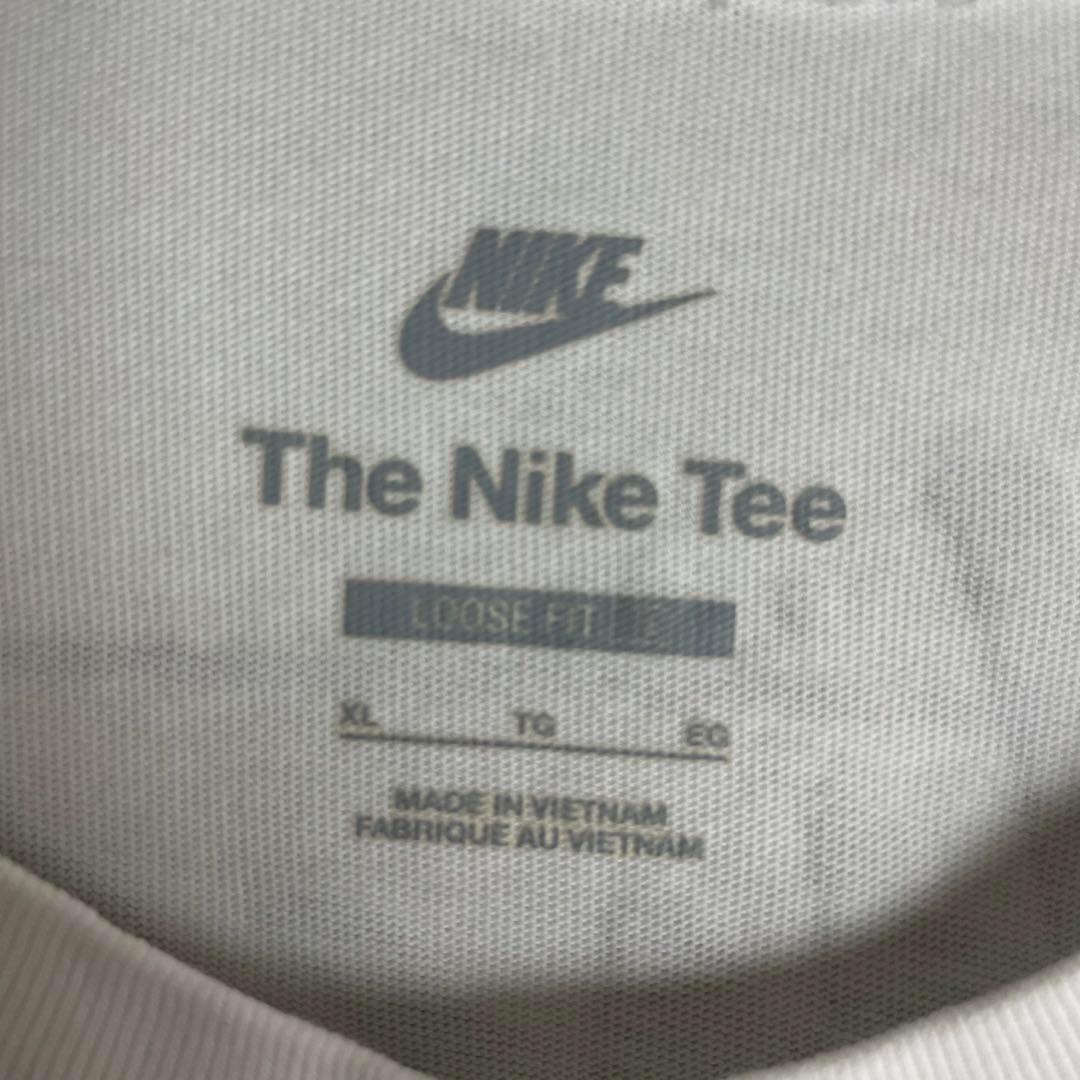 NIKE
The Nike Tee
LOOSE FIT
XL TG EG
MADE IN VIETNAM
FABRIQUE AU VIETNAM